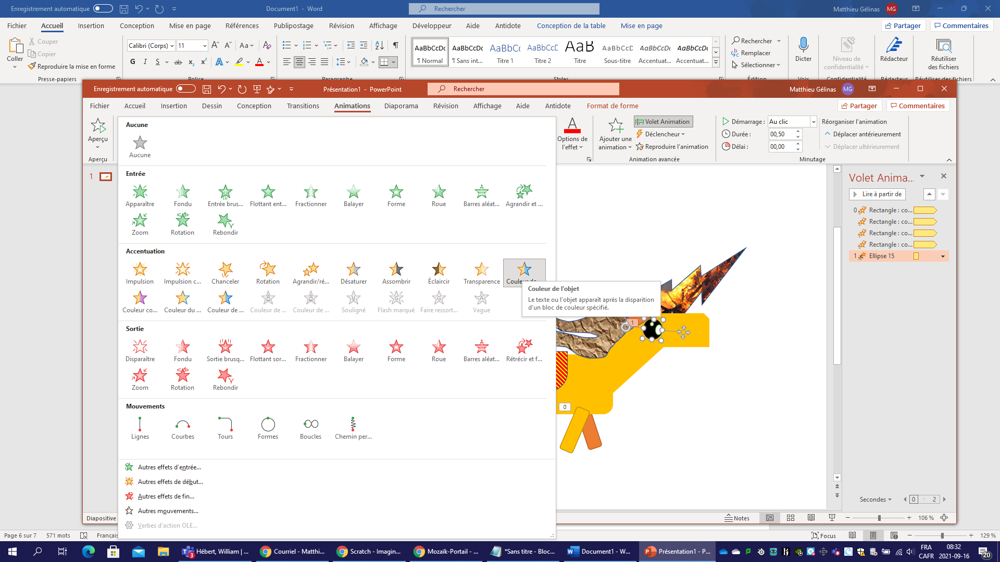 Enregistrement automatique
Document1 - Word
Rechercher
Matthieu Gélinas MG
Fichier Accueil Insertion Conception Mise en page Références Publipostage Révision Affichage Développeur Aide Antidote Conception de la table Mise en page
Partager Commentaires
Coller
Couper
Copier
Reproduire la mise en forme
Presse-papiers
Calibri (Corps) 11
G I S ab
Police
Paragraphe
AaBbCcDc AaBbCcDc AaBbCc AaBbCcD AaB AaBbCcD AaBbCcDc AaBbCcDc
¶ Normal ¶ Sans int... Titre 1 Titre 2 Titre Sous-titre Accentuat... Accentuat...
Styles
Rechercher
Remplacer
Sélectionner
Édition
Dicter
Voix
Niveau de confidentialité
Confidentialité
Rédacteur
Rédacteur
Réutiliser des fichiers
Réutiliser des fichiers
Enregistrement automatique
Présentation1 - PowerPoint
Rechercher
Matthieu Gélinas MG
Fichier Accueil Insertion Dessin Conception Transitions Animations Diaporama Révision Affichage Aide Antidote Format de forme
Partager Commentaires
Aperçu
Aperçu
Aucune
Aucune
Entrée
Apparaître Fondu Entrée brus... Flottant ent... Fractionner Balayer Forme Roue Barres aléat... Agrandir et ...
Zoom Rotation Rebondir
Accentuation
Impulsion Impulsion c... Chanceler Rotation Agrandir/ré... Désaturer Assombrir Éclaircir Transparence Couleur de...
Couleur co... Couleur du ... Couleur de ... Couleur de ... Couleur de ... Souligné Flash marqué Faire ressort... Vague
Couleur de l'objet
Le texte ou l'objet apparaît après la disparition
d'un bloc de couleur spécifié.
Sortie
Disparaître Fondu Sortie brusq... Flottant sor... Fractionner Balayer Forme Roue Barres aléat... Rétrécir et f...
Zoom Rotation Rebondir
Mouvements
Lignes Courbes Tours Formes Boucles Chemin per...
Autres effets d'entrée...
Autres effets de début...
Autres effets de fin...
Autres mouvements...
Verbes d'action OLE...
Options de l'effet
Ajouter une animation
Volet Animation
Déclencheur
Reproduire l'animation
Animation avancée
Démarrage : Au clic
Durée : 00,50
Délai : 00,00
Réorganiser l'animation
Déplacer antérieurement
Déplacer ultérieurement
Minutage
1
1
0
Volet Anima...
Lire à partir de
0 Rectangle : co...
Rectangle : co...
Rectangle : co...
Rectangle : co...
1 Ellipse 15
Secondes 0 2
Diapositive
Notes
106 %
Page 6 sur 7 571 mots Français
Focus
129 %
Hébert, William | ...
Courriel - Matthi...
Scratch - Imagin...
Mozaïk-Portail - ...
*Sans titre - Bloc...
Document1 - W...
Présentation1 - P...
FRA
CAFR
08:32
2021-09-16
20